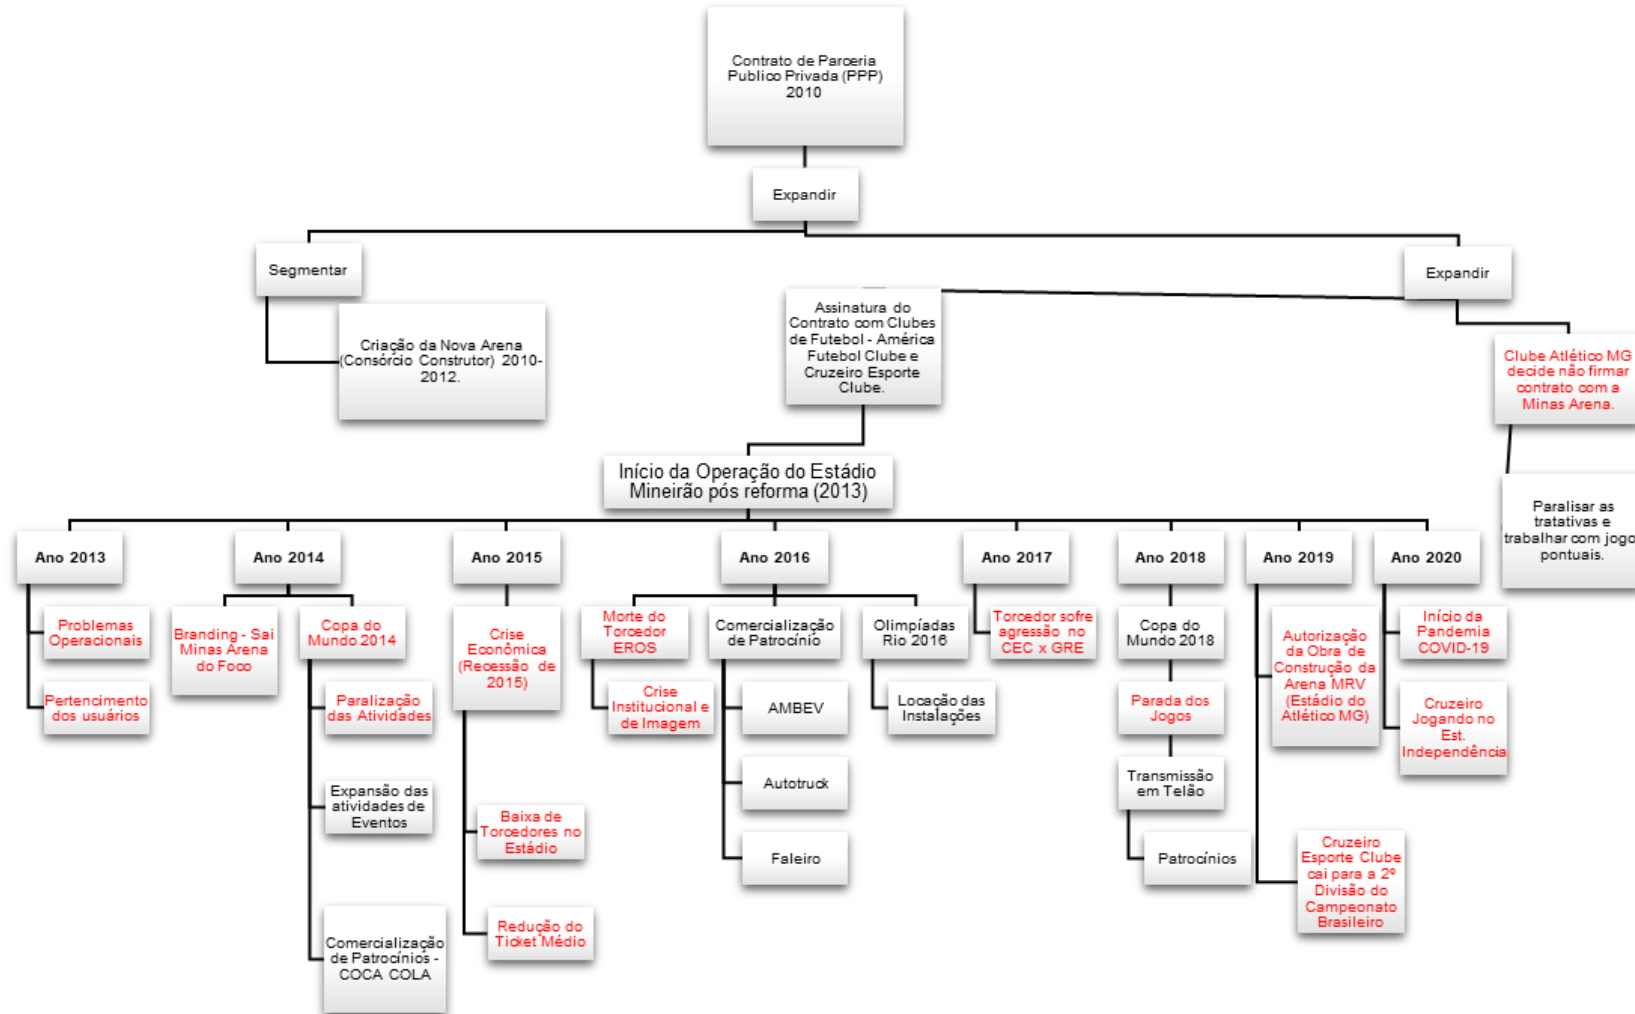 Contrato de Parceria
Publico Privada (PPP)
2010
Expandir
Segmentar
Expandir
Criação da Nova Arena
(Consórcio Construtor) 2010-
2012.
Assinatura do
Contrato com Clubes
de Futebol - América
Futebol Clube e
Cruzeiro Esporte
Clube.
Clube Atlético MG
decide não firmar
contrato com a
Minas Arena.
Início da Operação do Estádio
Mineirão pós reforma (2013)
Paralisar as
tratativas e
trabalhar com jogo
pontuais.
Ano 2013
Problemas
Operacionais
Pertencimento
dos usuários
Ano 2014
Branding - Sai
Minas Arena
do Foco
Copa do
Mundo 2014
Paralização
das Atividades
Expansão das
atividades de
Eventos
Comercialização
de Patrocínios -
COCA COLA
Ano 2015
Crise
Econômica
(Recessão de
2015)
Baixa de
Torcedores no
Estádio
Redução do
Ticket Médio
Ano 2016
Morte do
Torcedor
EROS
Crise
Institucional e
de Imagem
Comercialização
de Patrocínio
AMBEV
Autotruck
Faleiro
Olimpíadas
Rio 2016
Locação das
Instalações
Ano 2017
Torcedor sofre
agressão no
CEC x GRE
Ano 2018
Copa do
Mundo 2018
Parada dos
Jogos
Transmissão
em Telão
Patrocínios
Ano 2019
Autorização
da Obra de
Construção da
Arena MRV
(Estádio do
Atlético MG)
Cruzeiro
Esporte Clube
cai para a 2º
Divisão do
Campeonato
Brasileiro
Ano 2020
Início da
Pandemia
COVID-19
Cruzeiro
Jogando no
Est.
Independência